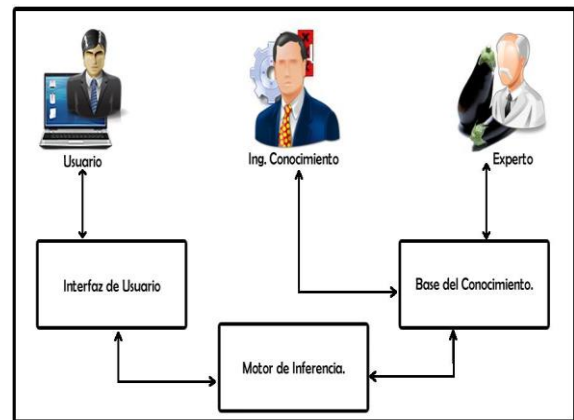 Usuario
Ing. Conocimiento
Experto
Interfaz de Usuario
Base del Conocimiento.
Motor de Inferencia.